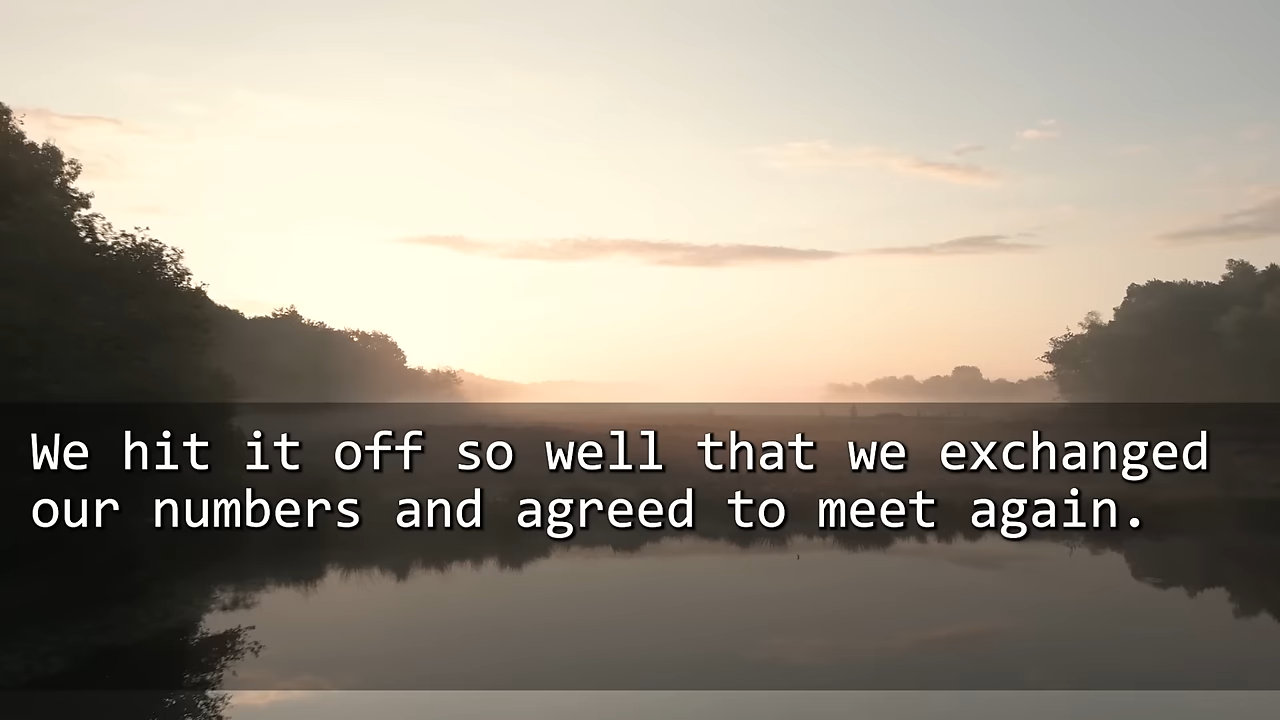 We hit it off so well that we exchanged
our numbers and agreed to meet again.